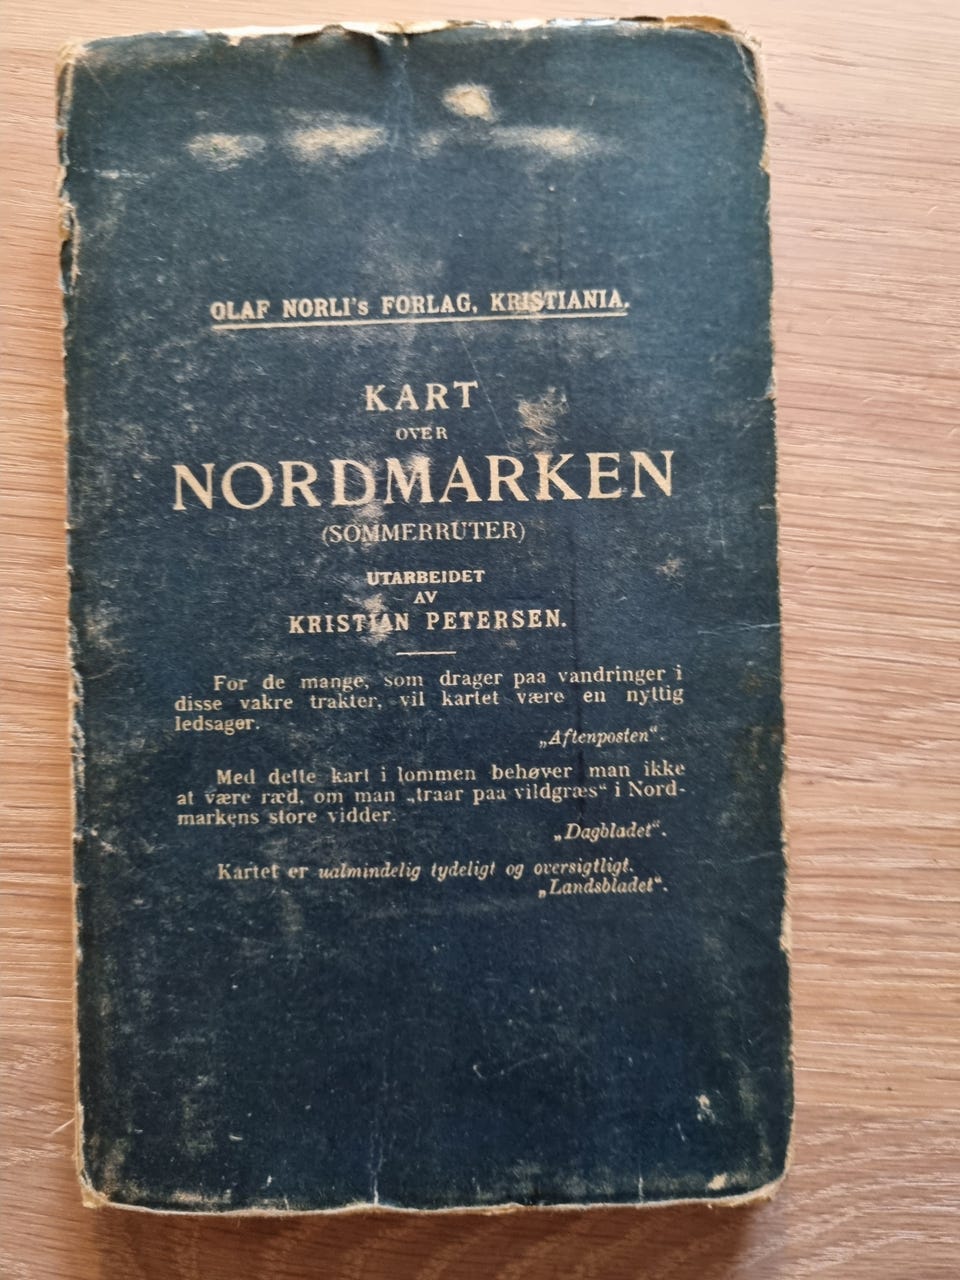 OLAF NORLI's FORLAG, KRISTIANIA.
KART
OVER
NORDMARKEN
(SOMMERRUTER)
UTARBEIDET
AV
KRISTIAN PETERSEN.
For de mange, som drager paa vandringer i
disse vakre trakter, vil kartet være en nyttig
ledsager.
„Aftenposten“.
Med dette kart i lommen behøver man ikke
at være ræd, om man „traar paa vildgræs“ i Nord-
markens store vidder.
„Dagbladet“.
Kartet er ualmindelig tydeligt og oversigtligt.
„Landsbladet“.